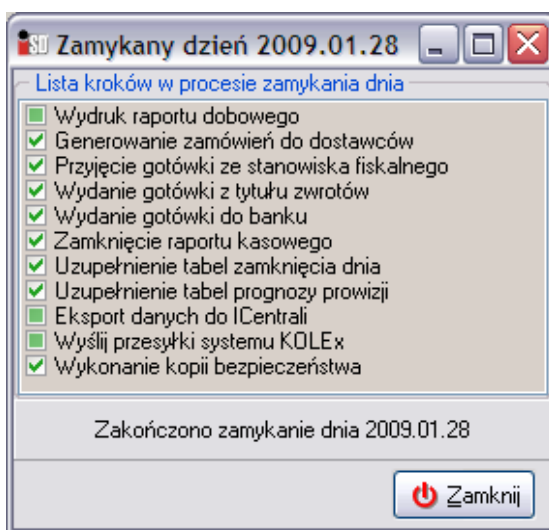 iSD Zamykany dzień 2009.01.28
Lista kroków w procesie zamykania dnia
Wydruk raportu dobowego
Generowanie zamówień do dostawców
Przyjęcie gotówki ze stanowiska fiskalnego
Wydanie gotówki z tytułu zwrotów
Wydanie gotówki do banku
Zamknięcie raportu kasowego
Uzupełnienie tabel zamknięcia dnia
Uzupełnienie tabel prognozy prowizji
Eksport danych do ICentrali
Wyślij przesyłki systemu KOLEx
Wykonanie kopii bezpieczeństwa
Zakończono zamykanie dnia 2009.01.28
Zamknij